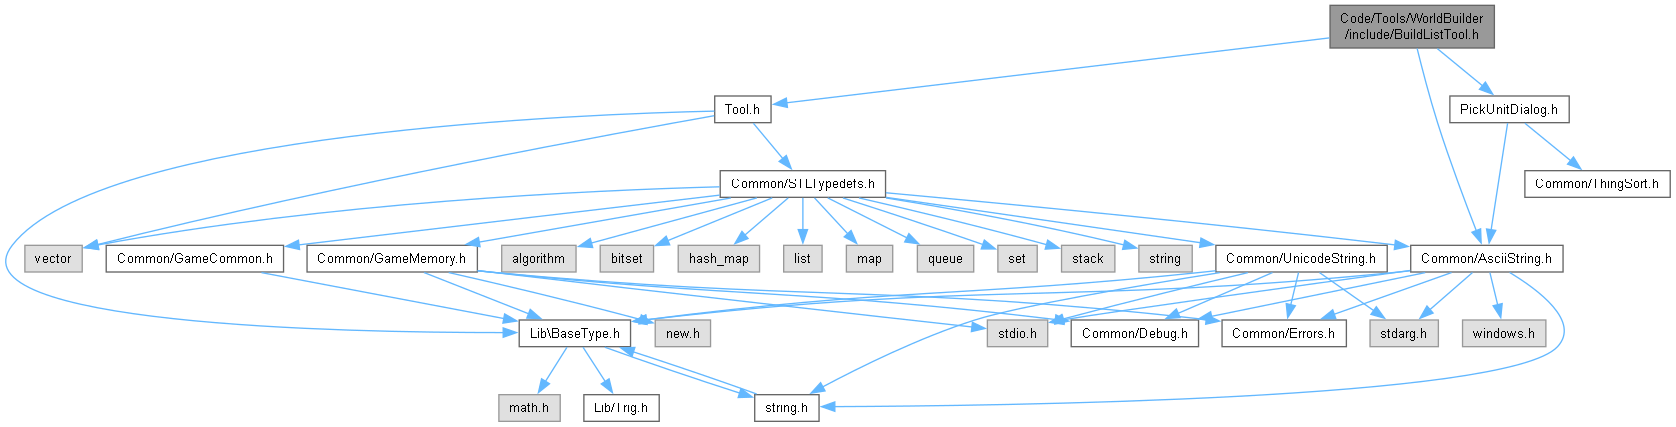 Code/Tools/WorldBuilder
/include/BuildListTool.h
Tool.h
PickUnitDialog.h
Common/STLTypedefs.h
Common/ThingSort.h
vector
Common/GameCommon.h
Common/GameMemory.h
algorithm
bitset
hash_map
list
map
queue
set
stack
string
Common/UnicodeString.h
Common/AsciiString.h
Lib\BaseType.h
new.h
stdio.h
Common/Debug.h
Common/Errors.h
stdarg.h
windows.h
math.h
Lib/Trig.h
string.h